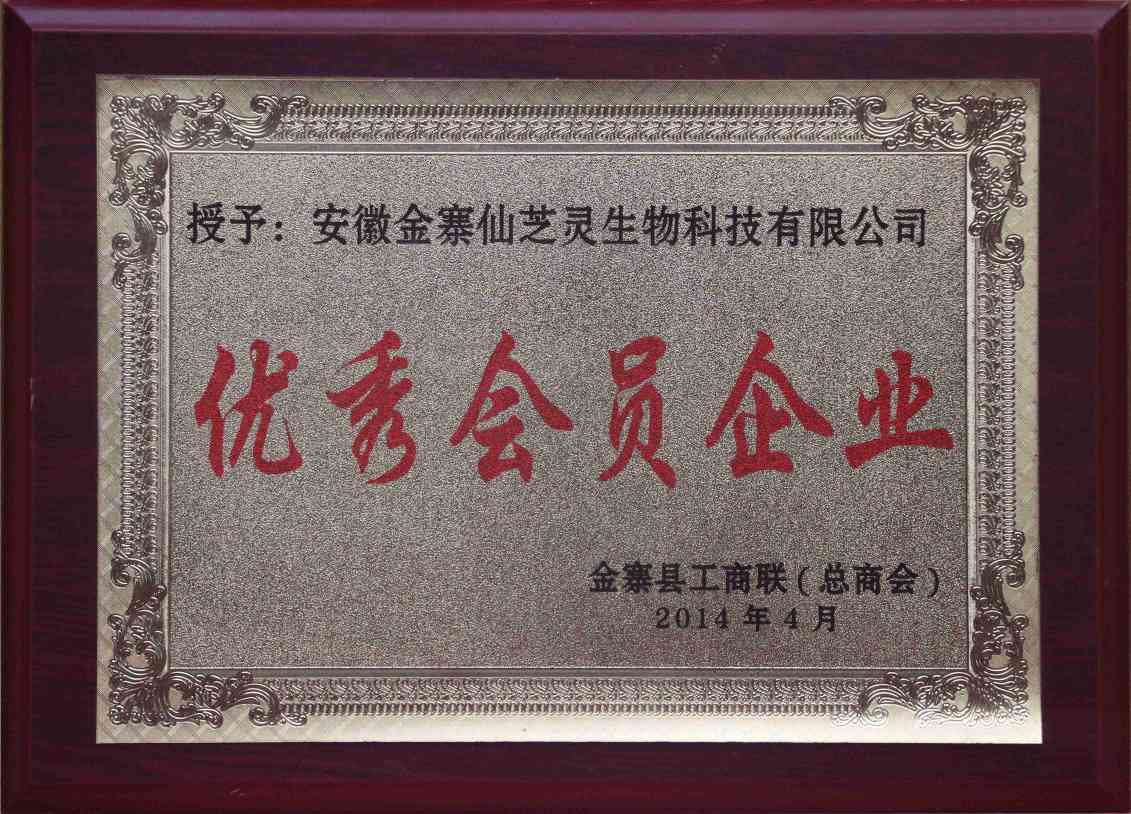 授予：安徽金寨仙芝灵生物科技有限公司
优秀会员企业
金寨县工商联(总商会)
2014年4月